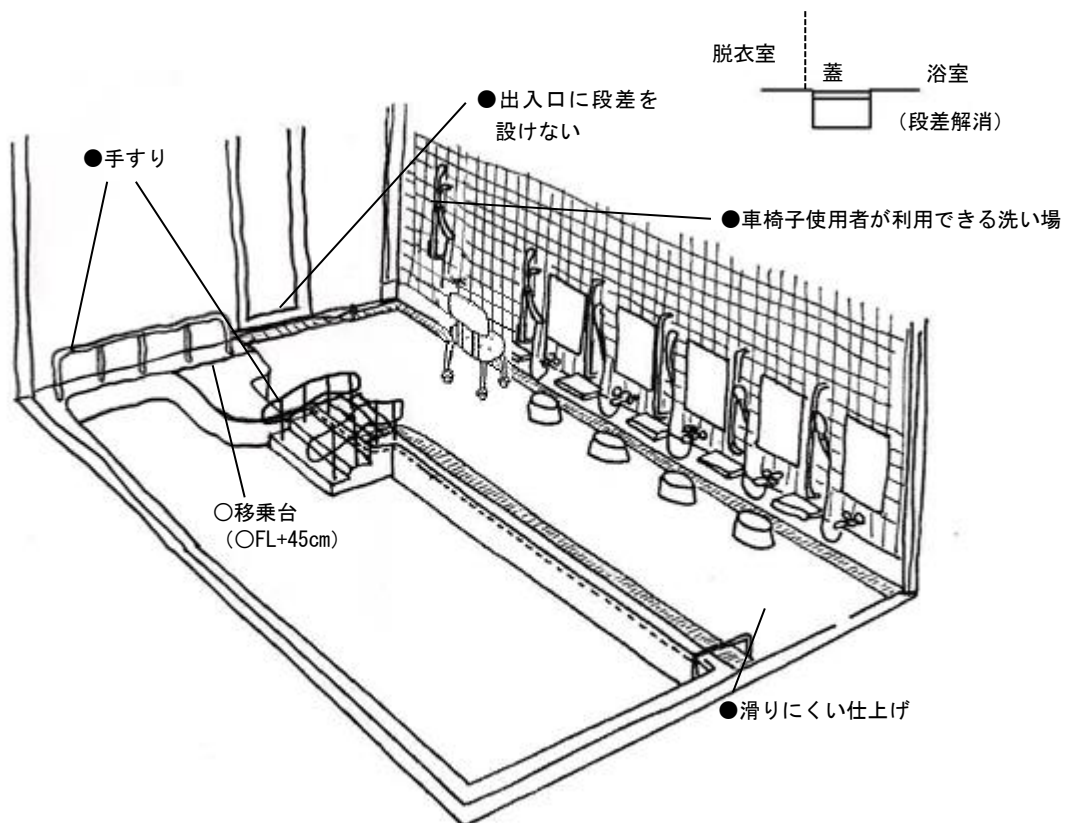 脱衣室
蓋
浴室
(段差解消)
●出入口に段差を
設けない
●手すり
●車椅子使用者が利用できる洗い場
○移乗台
(○FL+45㎝)
●滑りにくい仕上げ